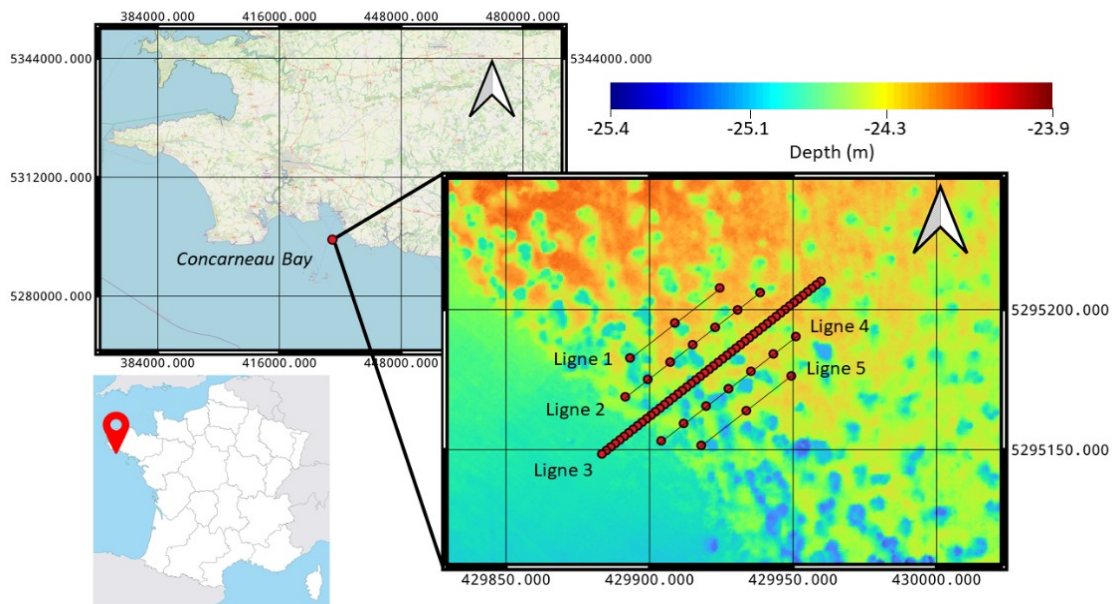 384000.000 416000.000 448000.000 480000.000
5344000.000
5344000.000
5312000.000
5280000.000
Concarneau Bay
384000.000 416000.000 448000.000
-25.4 -25.1 -24.3 -23.9
Depth (m)
5295200.000
5295150.000
Ligne 1
Ligne 2
Ligne 3
Ligne 4
Ligne 5
429850.000 429900.000 429950.000 430000.000